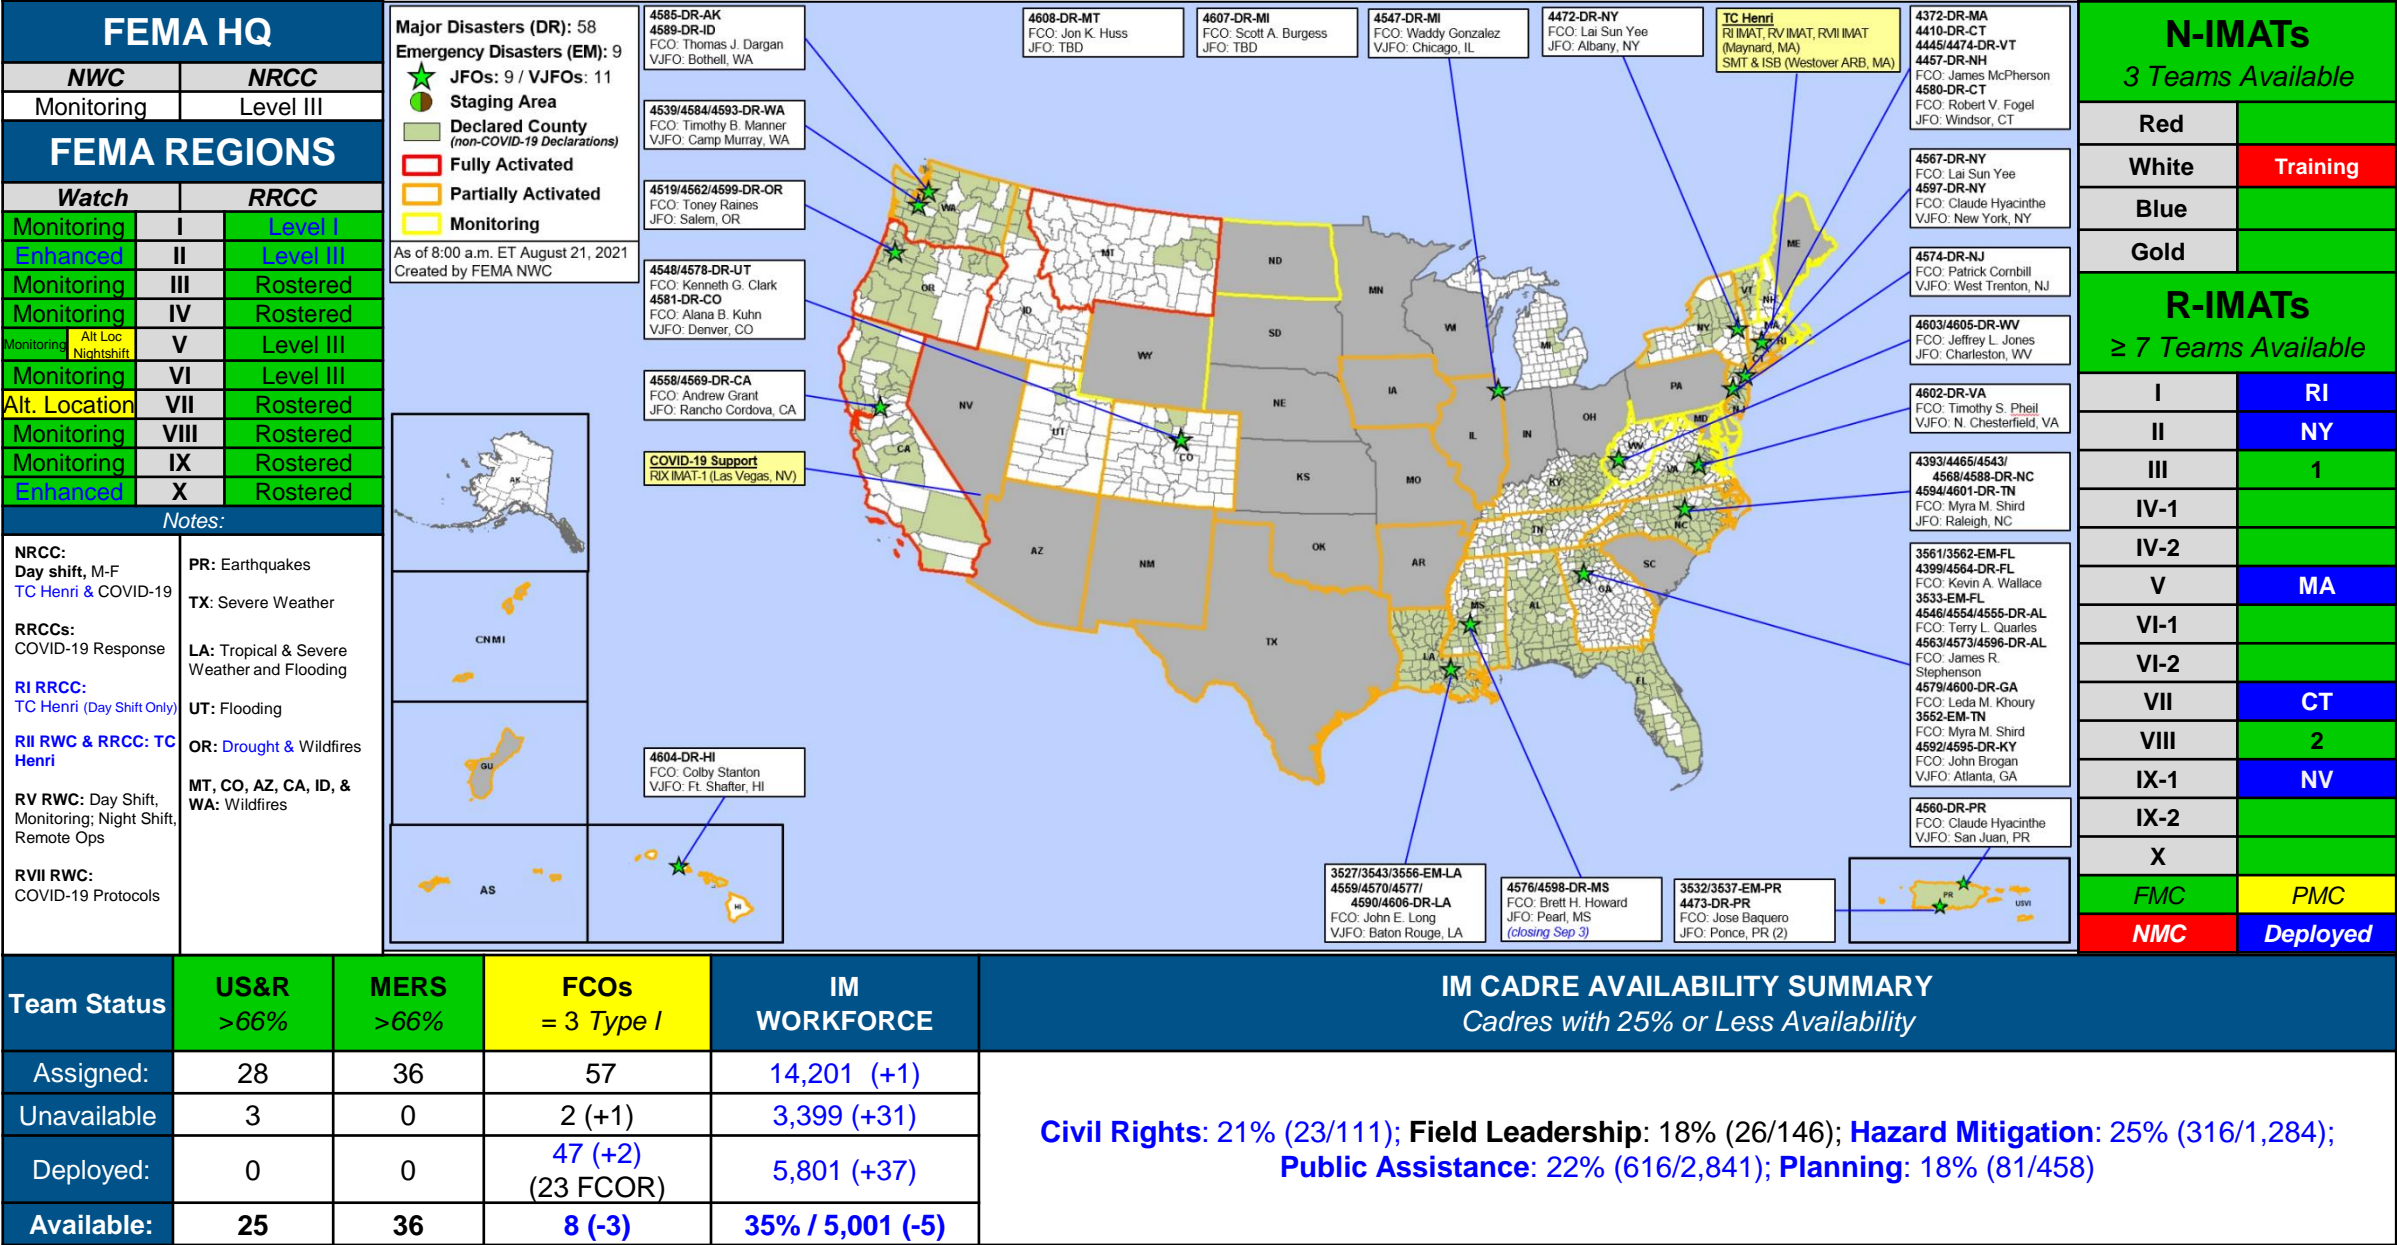 FEMA HQ
NWC NRCC
Monitoring Level III
FEMA REGIONS
Watch RRCC
Monitoring I Level I
Enhanced II Level III
Monitoring III Rostered
Monitoring IV Rostered
Monitoring Alt Loc Nightshift V Level III
Monitoring VI Level III
Alt. Location VII Rostered
Monitoring VIII Rostered
Monitoring IX Rostered
Enhanced X Rostered
Notes:
NRCC:
Day shift, M-F
TC Henri & COVID-19
RRCCs:
COVID-19 Response
RI RRCC:
TC Henri (Day Shift Only)
RII RWC & RRCC: TC
Henri
RV RWC: Day Shift,
Monitoring; Night Shift,
Remote Ops
RVII RWC:
COVID-19 Protocols
PR: Earthquakes
TX: Severe Weather
LA: Tropical & Severe
Weather and Flooding
UT: Flooding
OR: Drought & Wildfires
MT, CO, AZ, CA, ID, &
WA: Wildfires
Major Disasters (DR): 58
Emergency Disasters (EM): 9
JFOs: 9 / VJFOs: 11
Staging Area
Declared County
(non-COVID-19 Declarations)
Fully Activated
Partially Activated
Monitoring
As of 8:00 a.m. ET August 21, 2021
Created by FEMA NWC
4585-DR-AK
4589-DR-ID
FCO: Thomas J. Dargan
VJFO: Bothell, WA
4539/4584/4593-DR-WA
FCO: Timothy B. Manner
VJFO: Camp Murray, WA
4519/4562/4599-DR-OR
FCO: Toney Raines
JFO: Salem, OR
4548/4578-DR-UT
FCO: Kenneth G. Clark
4581-DR-CO
FCO: Alana B. Kuhn
VJFO: Denver, CO
4558/4569-DR-CA
FCO: Andrew Grant
JFO: Rancho Cordova, CA
COVID-19 Support
RIX IMAT-1 (Las Vegas, NV)
4604-DR-HI
FCO: Colby Stanton
VJFO: Ft. Shafter, HI
4608-DR-MT
FCO: Jon K. Huss
JFO: TBD
4607-DR-MI
FCO: Scott A. Burgess
JFO: TBD
4547-DR-MI
FCO: Waddy Gonzalez
VJFO: Chicago, IL
4472-DR-NY
FCO: Lai Sun Yee
JFO: Albany, NY
TC Henri
RI IMAT, RV IMAT, RVII IMAT
(Maynard, MA)
SMT & ISB (Westover ARB, MA)
4372-DR-MA
4410-DR-CT
4445/4474-DR-VT
4457-DR-NH
FCO: James McPherson
4580-DR-CT
FCO: Robert V. Fogel
JFO: Windsor, CT
4567-DR-NY
FCO: Lai Sun Yee
4597-DR-NY
FCO: Claude Hyacinthe
VJFO: New York, NY
4574-DR-NJ
FCO: Patrick Cornbill
VJFO: West Trenton, NJ
4603/4605-DR-WV
FCO: Jeffrey L. Jones
JFO: Charleston, WV
4602-DR-VA
FCO: Timothy S. Pheil
VJFO: N. Chesterfield, VA
4393/4465/4543/
4568/4588-DR-NC
4594/4601-DR-TN
FCO: Myra M. Shird
JFO: Raleigh, NC
3561/3562-EM-FL
4399/4564-DR-FL
FCO: Kevin A. Wallace
3533-EM-FL
4546/4554/4555-DR-AL
FCO: Terry L. Quarles
4563/4573/4596-DR-AL
FCO: James R.
Stephenson
4579/4600-DR-GA
FCO: Leda M. Khoury
3552-EM-TN
FCO: Myra M. Shird
4592/4595-DR-KY
FCO: John Brogan
VJFO: Atlanta, GA
4560-DR-PR
FCO: Claude Hyacinthe
VJFO: San Juan, PR
3527/3543/3556-EM-LA
4559/4570/4577/
4590/4606-DR-LA
FCO: John E. Long
VJFO: Baton Rouge, LA
4576/4598-DR-MS
FCO: Brett H. Howard
JFO: Pearl, MS
(closing Sep 3)
3532/3537-EM-PR
4473-DR-PR
FCO: Jose Baquero
JFO: Ponce, PR (2)
WA
MT
ND
MN
ME
OR
ID
SD
WI
VT
NH
NY
MA
RI
CT
WY
MI
IA
PA
NJ
NV
NE
OH
MD
UT
IL
IN
WV
CA
CO
KS
MO
KY
VA
AZ
NM
OK
AR
TN
NC
SC
TX
MS
AL
GA
LA
FL
AK
CNMI
GU
AS
HI
PR
USVI
N-IMATs
3 Teams Available
Red
White Training
Blue
Gold
R-IMATs
≥ 7 Teams Available
I RI
II NY
III 1
IV-1
IV-2
V MA
VI-1
VI-2
VII CT
VIII 2
IX-1 NV
IX-2
X
FMC PMC
NMC Deployed
Team Status
US&R
>66%
MERS
>66%
FCOs
= 3 Type I
IM
WORKFORCE
IM CADRE AVAILABILITY SUMMARY
Cadres with 25% or Less Availability
Assigned: 28 36 57 14,201 (+1)
Unavailable 3 0 2 (+1) 3,399 (+31)
Deployed: 0 0 47 (+2) (23 FCOR) 5,801 (+37)
Available: 25 36 8 (-3) 35% / 5,001 (-5)
Civil Rights: 21% (23/111); Field Leadership: 18% (26/146); Hazard Mitigation: 25% (316/1,284);
Public Assistance: 22% (616/2,841); Planning: 18% (81/458)